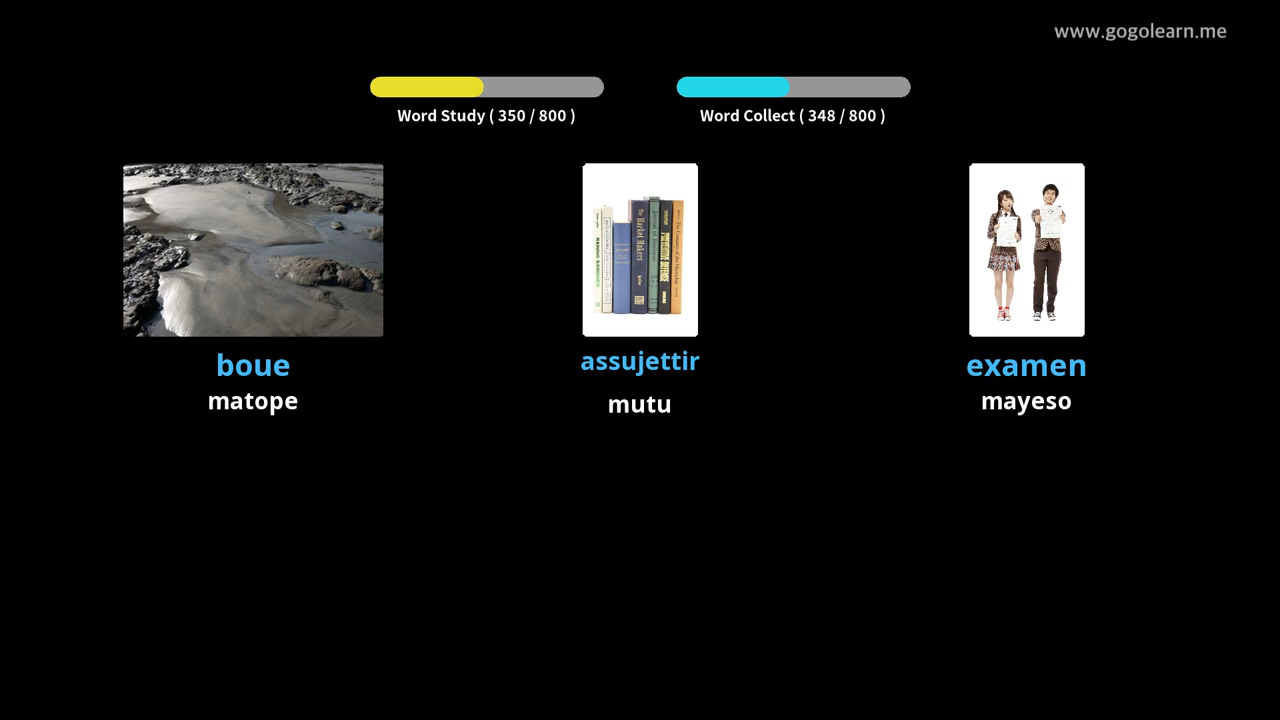 www.gogolearn.me
Word Study ( 350 / 800 )
Word Collect ( 348 / 800 )
boue
matope
assujettir
mutu
examen
mayeso